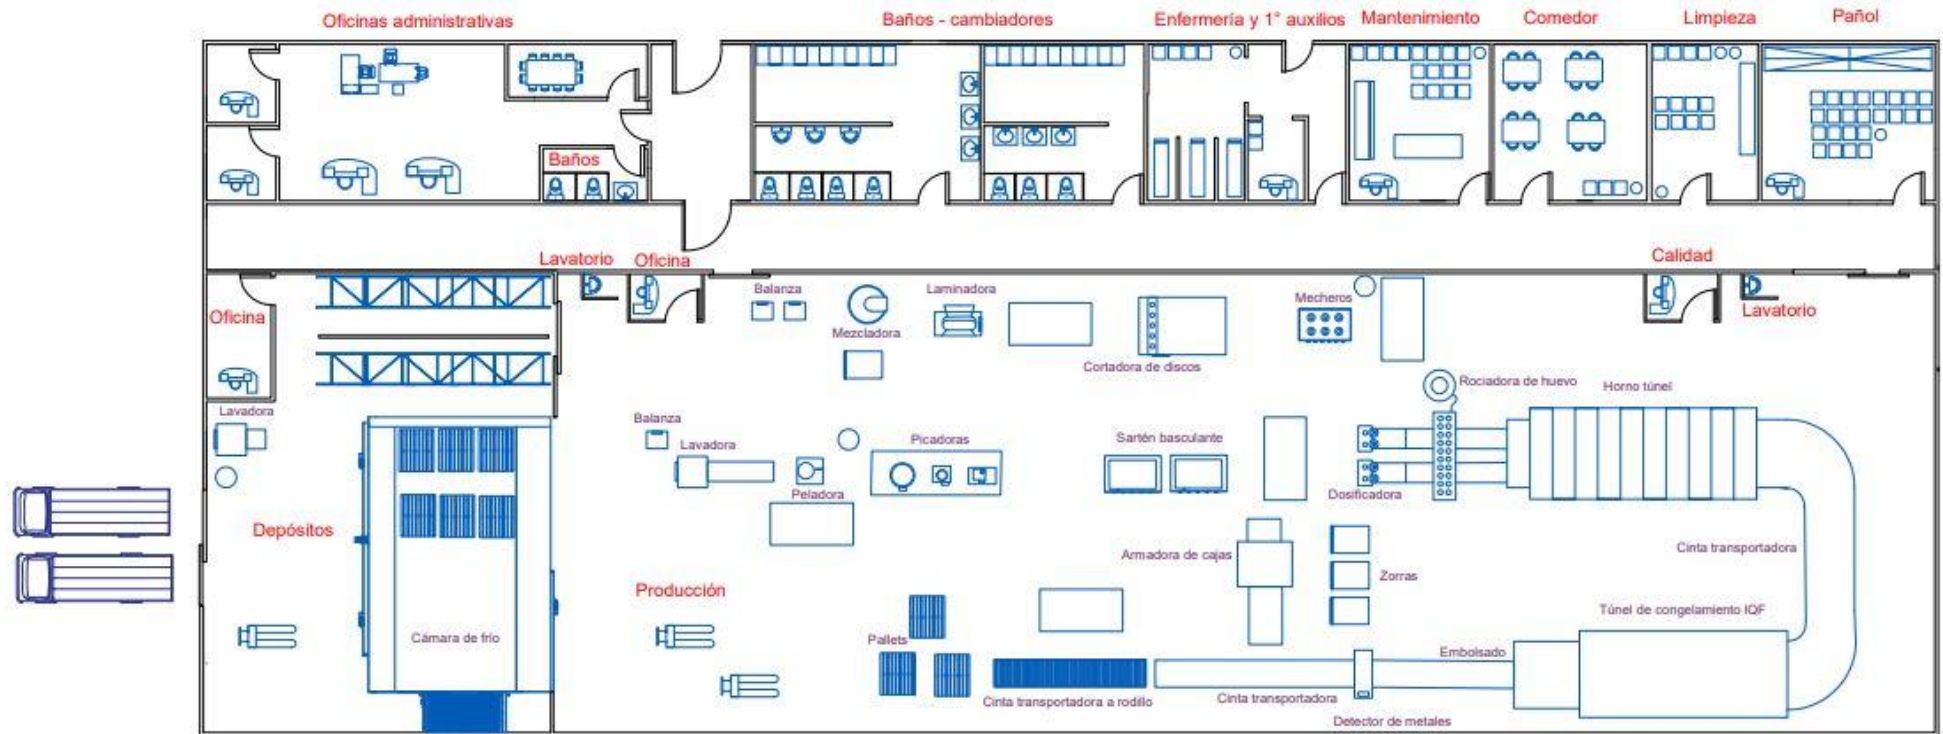 Oficinas administrativas
Baños - cambiadores
Enfermería y 1° auxilios
Mantenimiento
Comedor
Limpieza
Pañol
Baños
Lavatorio
Oficina
Calidad
Oficina
Balanza
Laminadora
Mecheros
Lavatorio
Mezcladora
Cortadora de discos
Rociadora de huevo
Horno túnel
Lavadora
Balanza
Lavadora
Picadoras
Sartén basculante
Peladora
Dosificadora
Depósitos
Armadora de cajas
Cinta transportadora
Zorras
Producción
Túnel de congelamiento IQF
Cámara de frío
Pallets
Embolsado
Cinta transportadora a rodillo
Cinta transportadora
Detector de metales